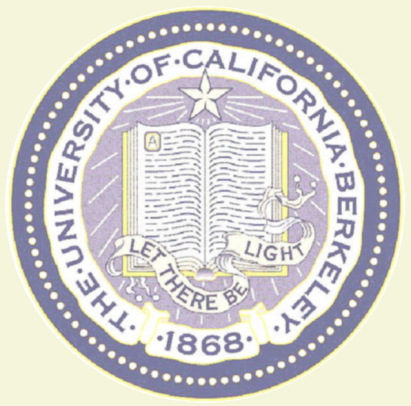 ·THE·UNIVERSITY·OF·CALIFORNIA·BERKELEY·
A
LET THERE BE LIGHT
·1868·